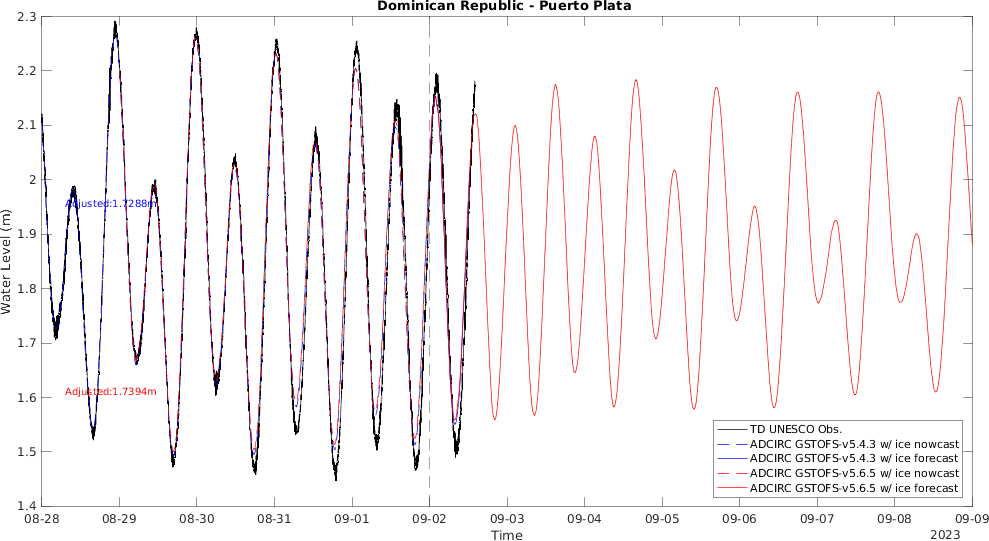 Dominican Republic - Puerto Plata
2.3
2.2
2.1
2
1.9
1.8
1.7
1.6
1.5
1.4
Water Level (m)
Adjusted:1.7288m
Adjusted:1.7394m
TD UNESCO Obs.
ADCIRC GSTOFS-v5.4.3 w/ ice nowcast
ADCIRC GSTOFS-v5.4.3 w/ ice forecast
ADCIRC GSTOFS-v5.6.5 w/ ice nowcast
ADCIRC GSTOFS-v5.6.5 w/ ice forecast
08-28 08-29 08-30 08-31 09-01 09-02 09-03 09-04 09-05 09-06 09-07 09-08 09-09
Time
2023